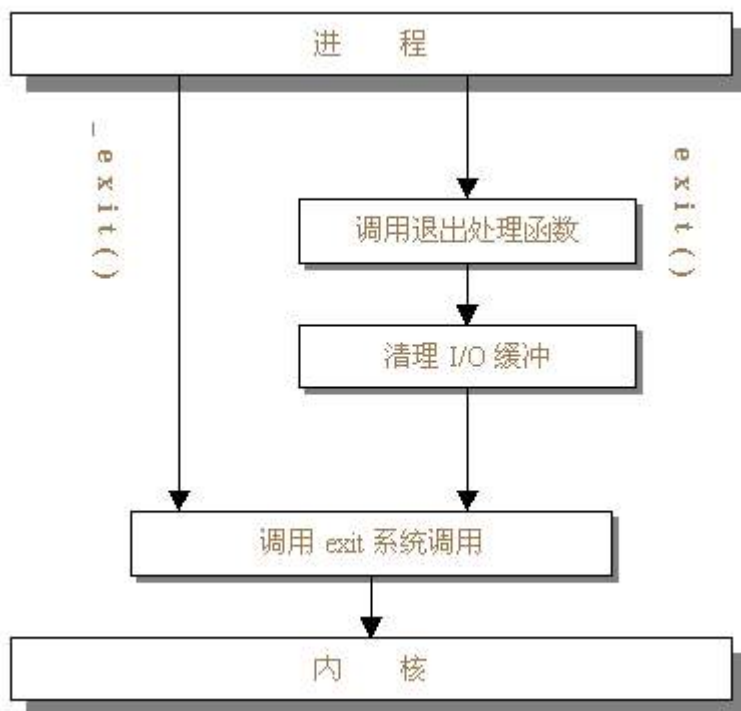 进 程
_exit()
exit()
调用退出处理函数
清理 I/O 缓冲
调用 exit 系统调用
内 核